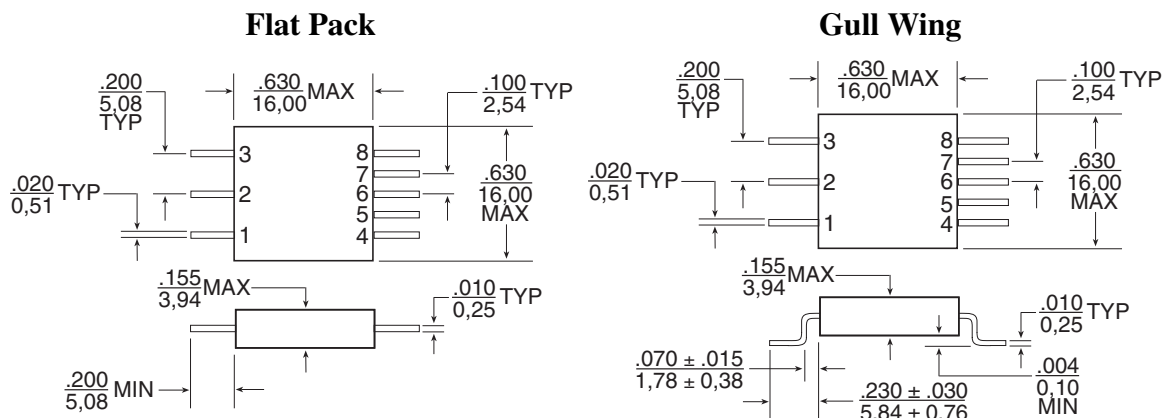 Flat Pack
.200
5,08
TYP
.630
16,00 MAX
.100
2,54 TYP
3
2
1
8
7
6
5
4
.020
0,51 TYP
.630
16,00
MAX
.155
3,94 MAX
.010
0,25 TYP
.200
5,08 MIN
Gull Wing
.200
5,08
TYP
.630
16,00 MAX
.100
2,54 TYP
3
2
1
8
7
6
5
4
.020
0,51 TYP
.630
16,00
MAX
.155
3,94 MAX
.010
0,25 TYP
.070 ± .015
1,78 ± 0,38
.230 ± .030
5,84 ± 0,76
.004
0,10
MIN